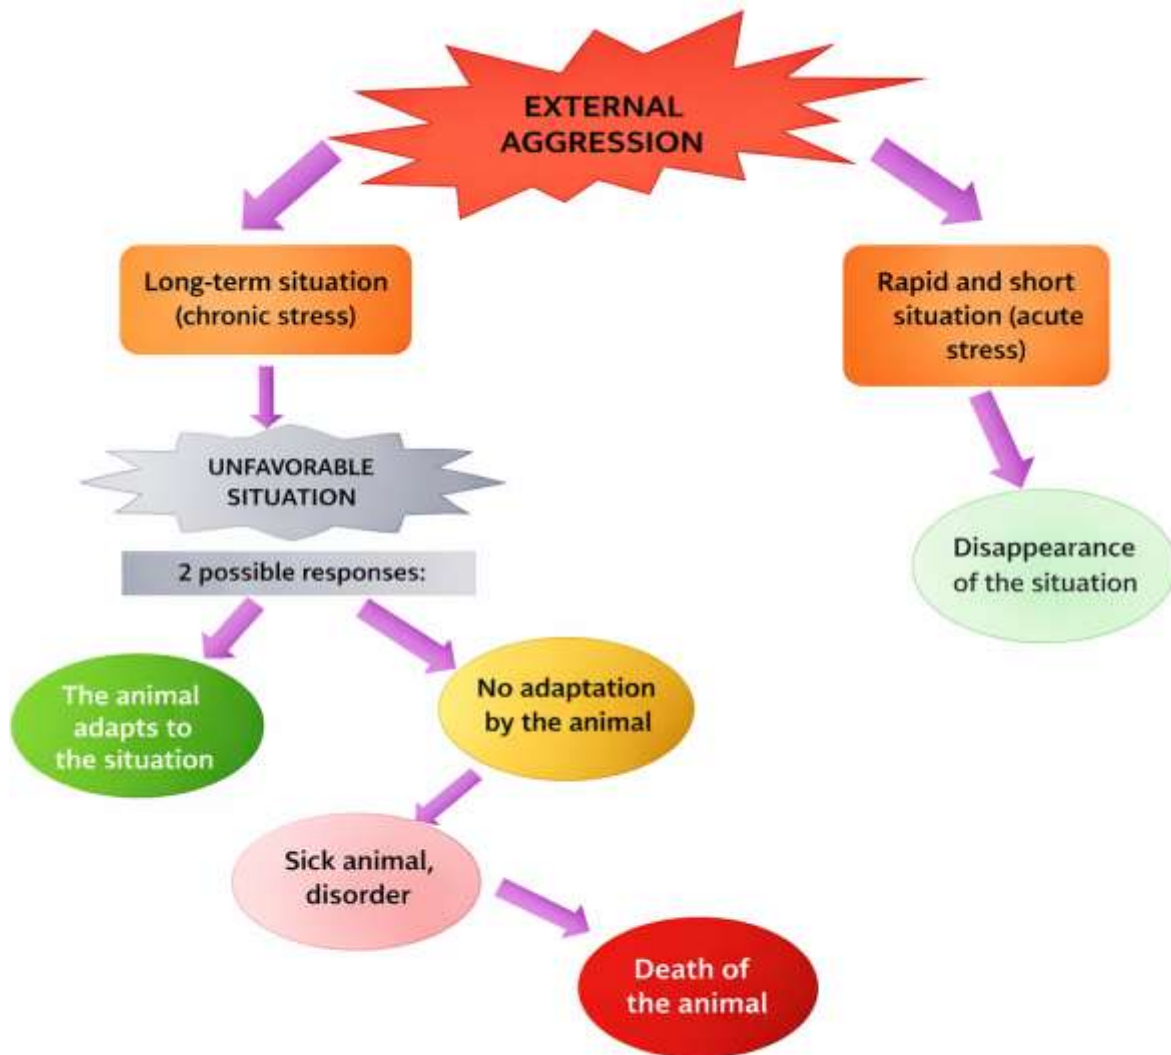 EXTERNAL
AGGRESSION
Long-term situation
(chronic stress)
Rapid and short
situation (acute
stress)
UNFAVORABLE
SITUATION
2 possible responses:
Disappearance
of the situation
The animal
adapts to
the situation
No adaptation
by the animal
Sick animal,
disorder
Death of
the animal